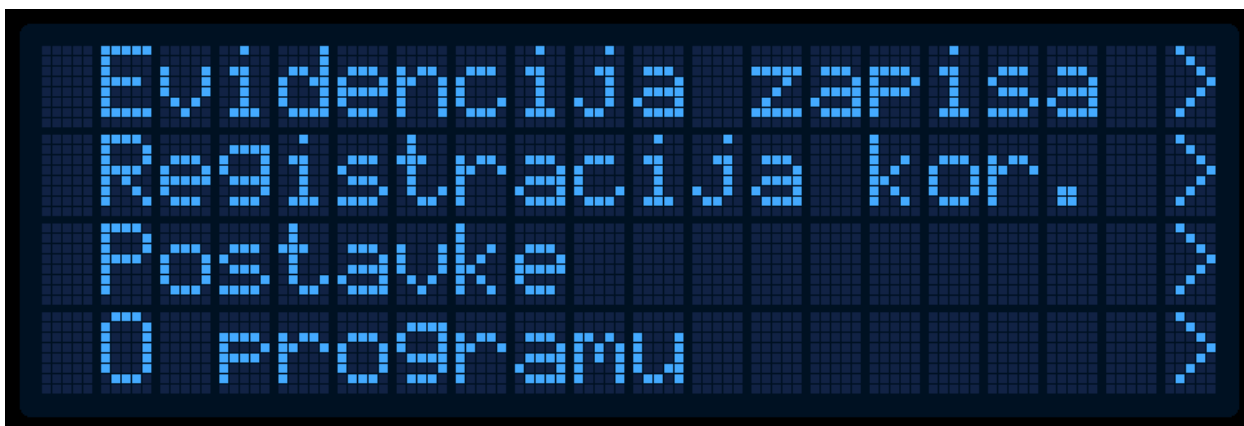 Evidencija zapisa >
Registracija kor. >
Postavke >
O programu >